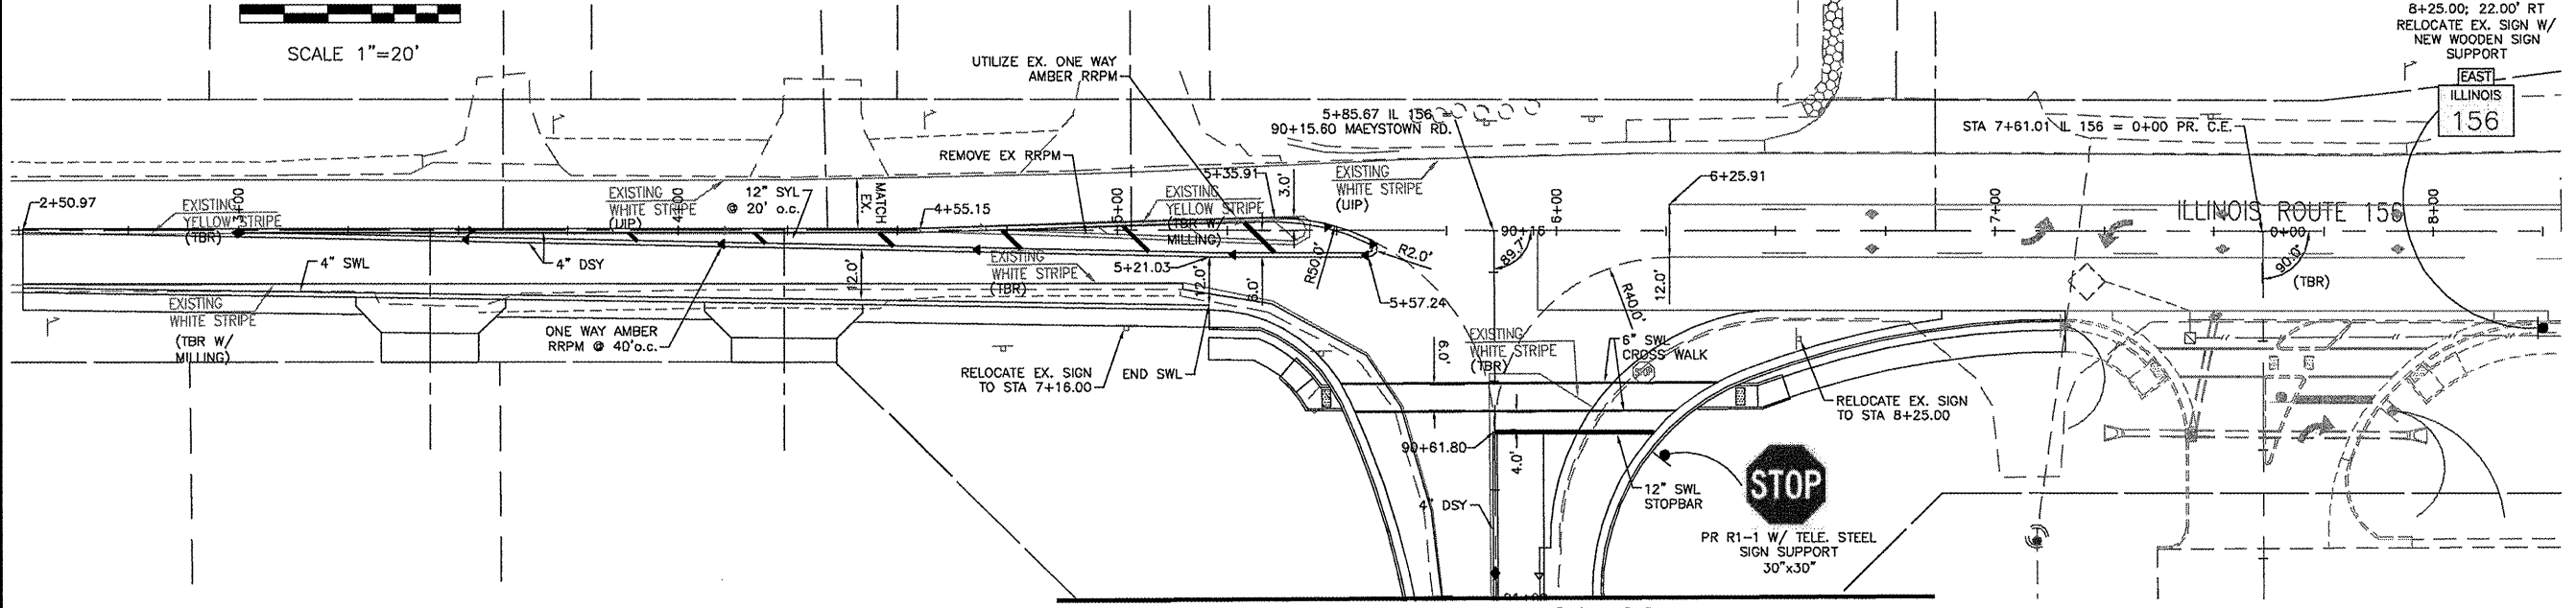 SCALE 1"=20'
8+25.00; 22.00' RT
RELOCATE EX. SIGN W/
NEW WOODEN SIGN
SUPPORT
EAST
ILLINOIS
156
UTILIZE EX. ONE WAY
AMBER RRPM
5+85.67 IL 156 =
90+15.60 MAEYSTOWN RD.
STA 7+61.01 IL 156 = 0+00 PR. C.E.
REMOVE EX RRPM
5+35.91
3.0'
EXISTING
WHITE STRIPE
(UIP)
6+25.91
2+50.97
EXISTING
YELLOW STRIPE
(TBR)
3+00
EXISTING
WHITE STRIPE
(UIP)
4+00
12" SYL
@ 20' o.c.
MATCH
EX.
4+55.15
5+00
EXISTING
YELLOW STRIPE
(TBR W/
MILLING)
6+00
7+00
ILLINOIS ROUTE 156
8+00
90+15
89.7'
0+00
90.0'
(TBR)
R50.0'
R2.0'
4" SWL
4" DSY
12.0'
EXISTING
WHITE STRIPE
(TBR)
5+21.03
12.0'
6.0'
5+57.24
R40.0'
12.0'
EXISTING
WHITE STRIPE
(TBR W/
MILLING)
ONE WAY AMBER
RRPM @ 40'o.c.
RELOCATE EX. SIGN
TO STA 7+16.00
END SWL
6.0'
EXISTING
WHITE STRIPE
(TBR)
6" SWL
CROSS WALK
STOP
RELOCATE EX. SIGN
TO STA 8+25.00
90+61.80
4.0'
4" DSY
12" SWL
STOPBAR
STOP
PR R1-1 W/ TELE. STEEL
SIGN SUPPORT
30"x30"